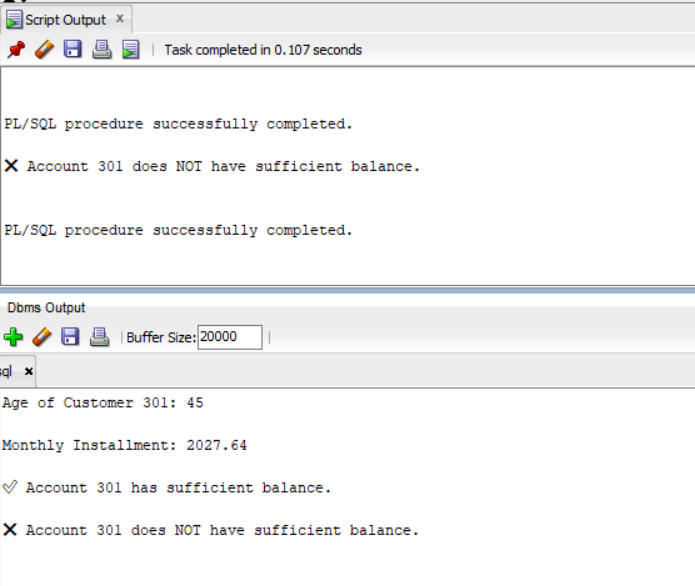 Script Output x
Task completed in 0.107 seconds
PL/SQL procedure successfully completed.
❌ Account 301 does NOT have sufficient balance.
PL/SQL procedure successfully completed.
Dbms Output
Buffer Size: 20000
ql x
Age of Customer 301: 45
Monthly Installment: 2027.64
✅ Account 301 has sufficient balance.
❌ Account 301 does NOT have sufficient balance.